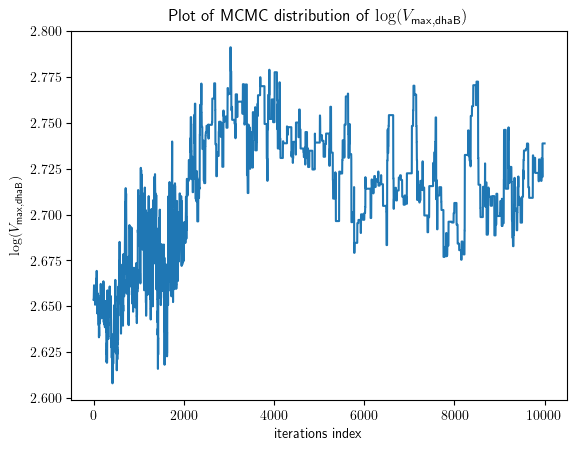 Plot of MCMC distribution of log(V_max,dhaB)
2.800
2.775
2.750
2.725
2.700
2.675
2.650
2.625
2.600
log(V_max,dhaB)
0 2000 4000 6000 8000 10000
iterations index